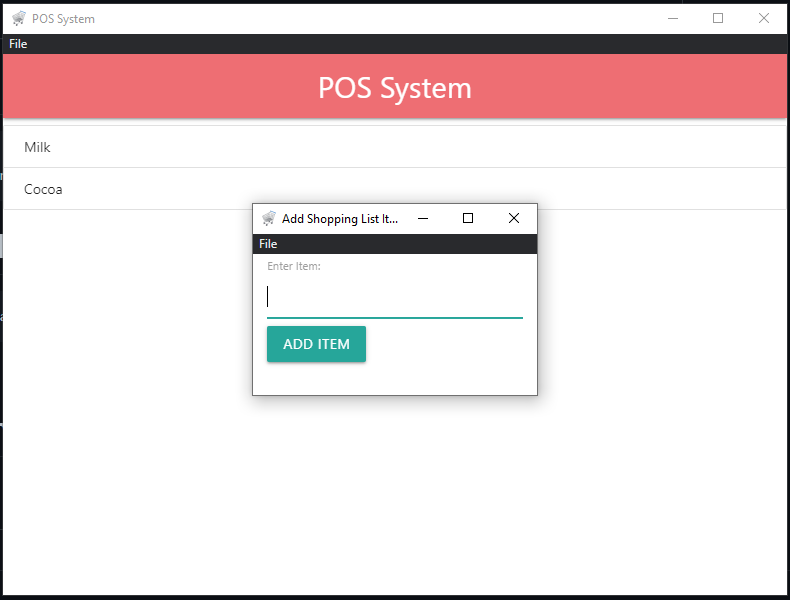 POS System
File
POS System
Milk
Cocoa
Add Shopping List It...
File
Enter Item:
ADD ITEM